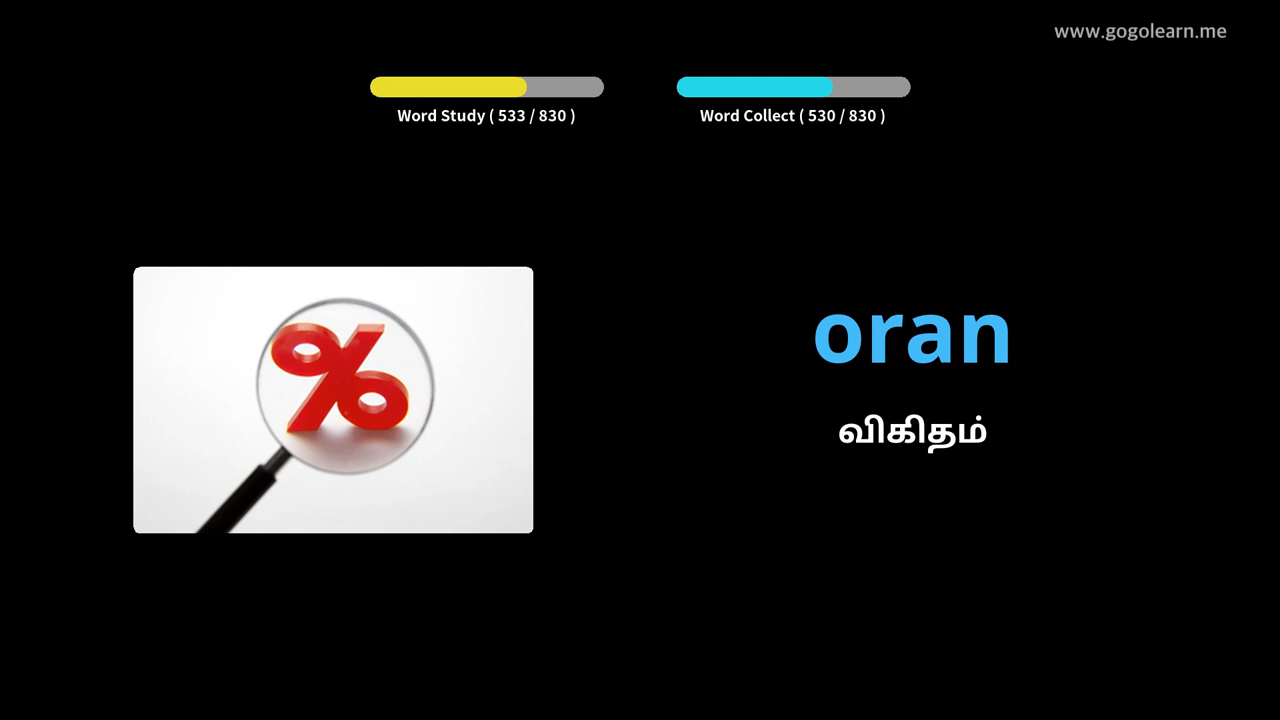 www.gogolearn.me
Word Study ( 533 / 830 )
Word Collect ( 530 / 830 )
%
oran
விகிதம்